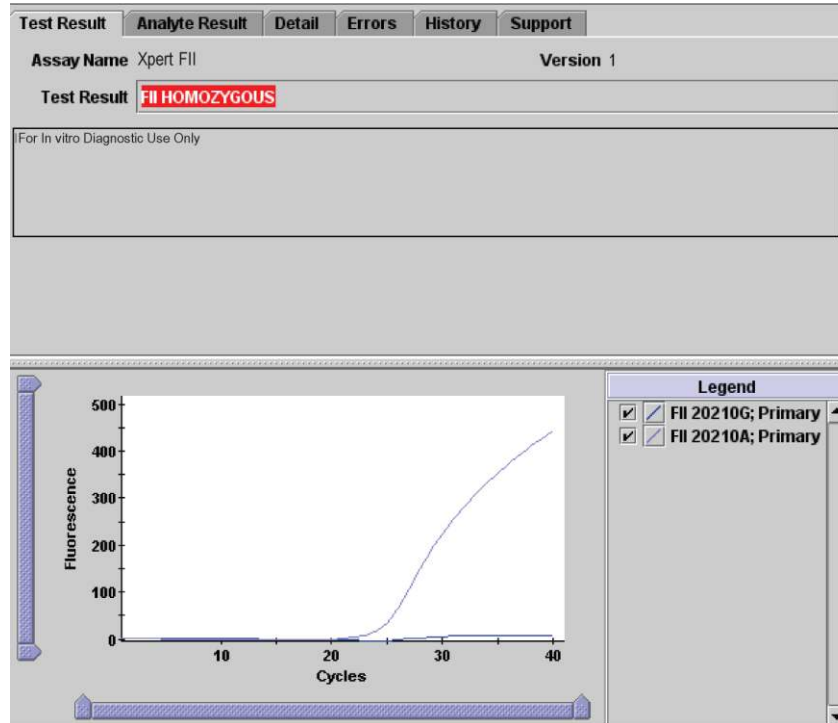 Test Result Analyte Result Detail Errors History Support
Assay Name Xpert FII Version 1
Test Result FII HOMOZYGOUS
For In vitro Diagnostic Use Only
Legend
FII 20210G; Primary
FII 20210A; Primary
500
400
300
200
100
0
Fluorescence
10 20 30 40
Cycles